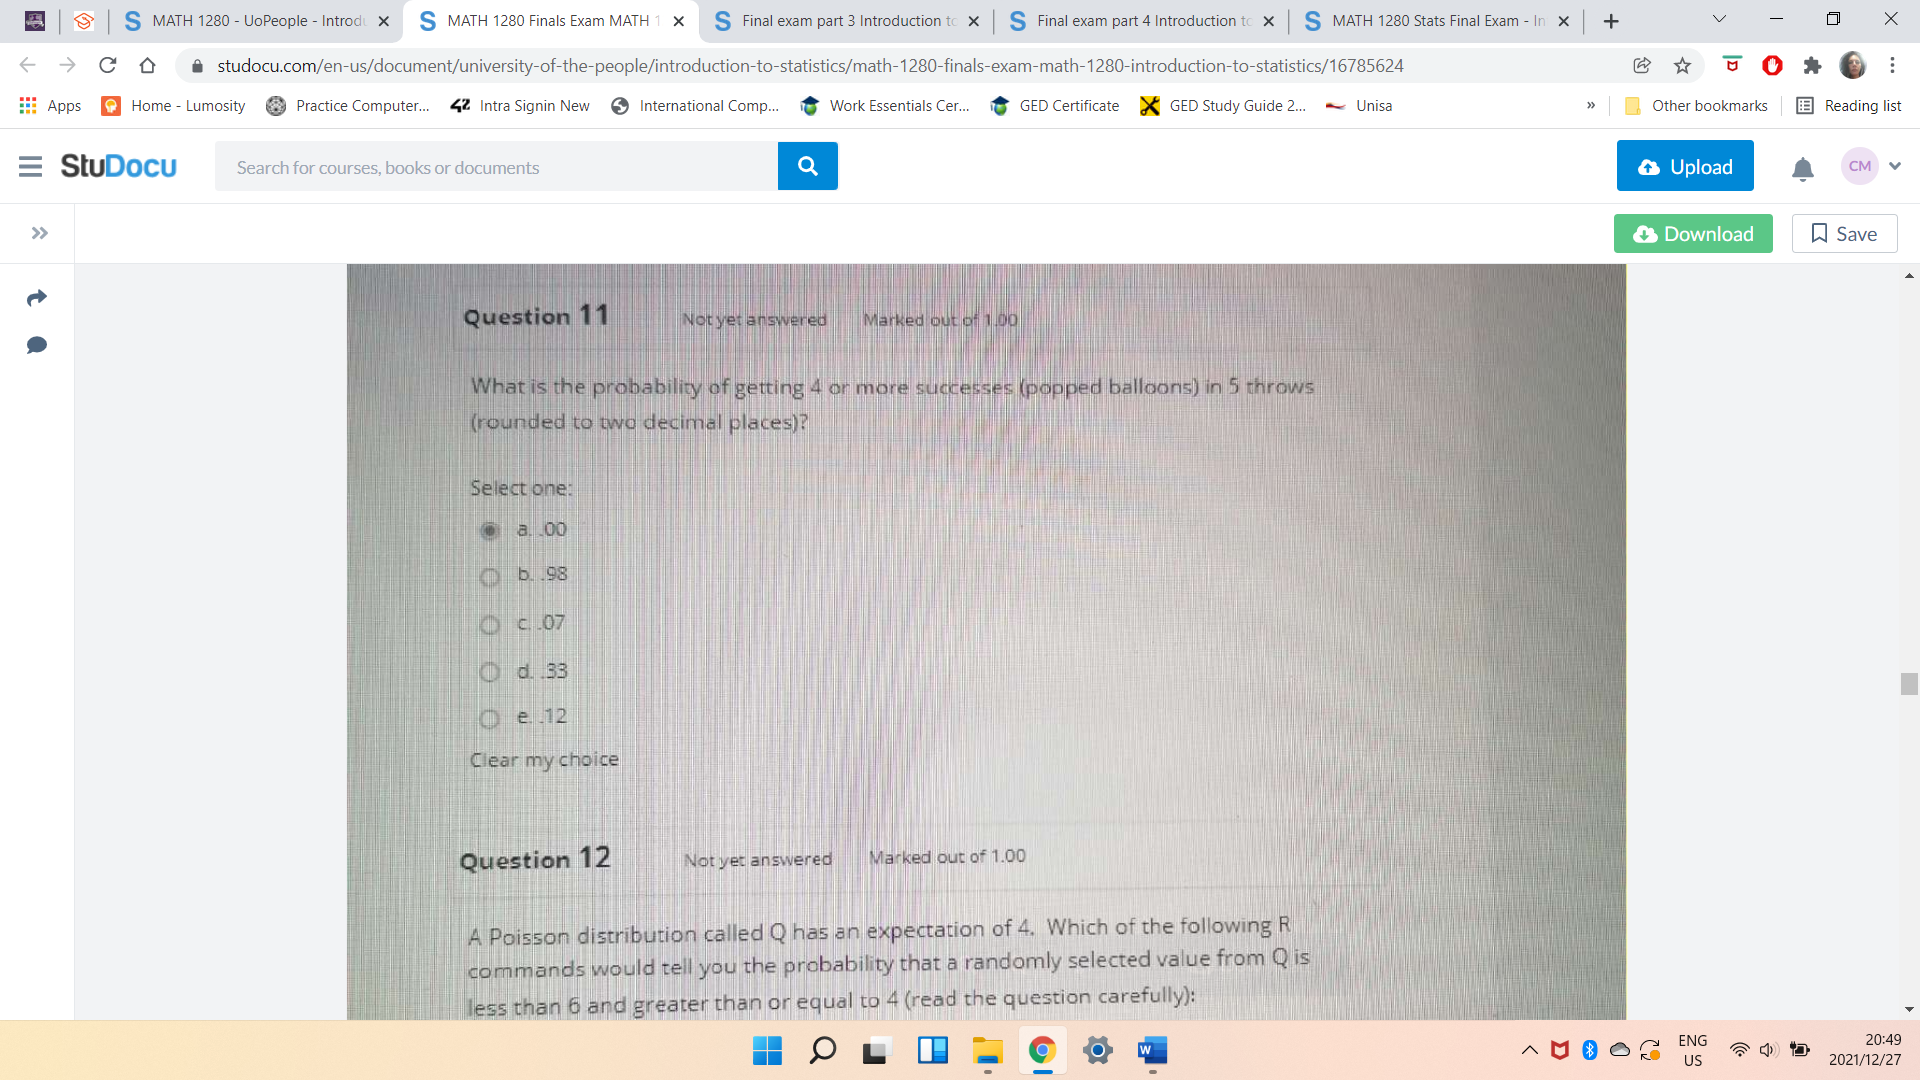 MATH 1280 - UoPeople - Introdu
MATH 1280 Finals Exam MATH 1
Final exam part 3 Introduction to
Final exam part 4 Introduction to
MATH 1280 Stats Final Exam - In
studocu.com/en-us/document/university-of-the-people/introduction-to-statistics/math-1280-finals-exam-math-1280-introduction-to-statistics/16785624
Apps
Home - Lumosity
Practice Computer...
Intra Signin New
International Comp...
Work Essentials Cer...
GED Certificate
GED Study Guide 2...
Unisa
»
Other bookmarks
Reading list
StuDocu
Search for courses, books or documents
Upload
CM
Download
Save
Question 11 Not yet answered Marked out of 1.00
What is the probability of getting 4 or more successes (popped balloons) in 5 throws
(rounded to two decimal places)?
Select one:
a. .00
b. .98
c. .07
d. .33
e. .12
Clear my choice
Question 12 Not yet answered Marked out of 1.00
A Poisson distribution called Q has an expectation of 4. Which of the following R
commands would tell you the probability that a randomly selected value from Q is
less than 6 and greater than or equal to 4 (read the question carefully):
ENG
US
20:49
2021/12/27